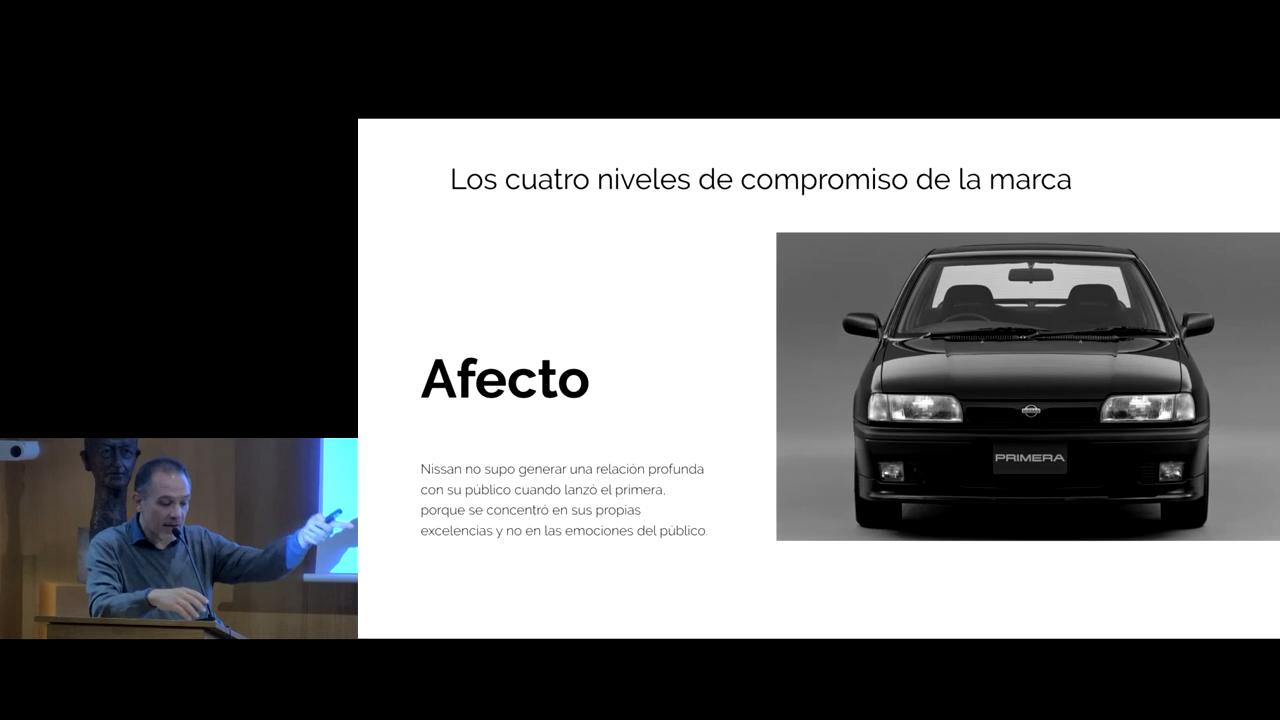 Los cuatro niveles de compromiso de la marca
Afecto
Nissan no supo generar una relación profunda
con su público cuando lanzó el primera,
porque se concentró en sus propias
excelencias y no en las emociones del público.
PRIMERA